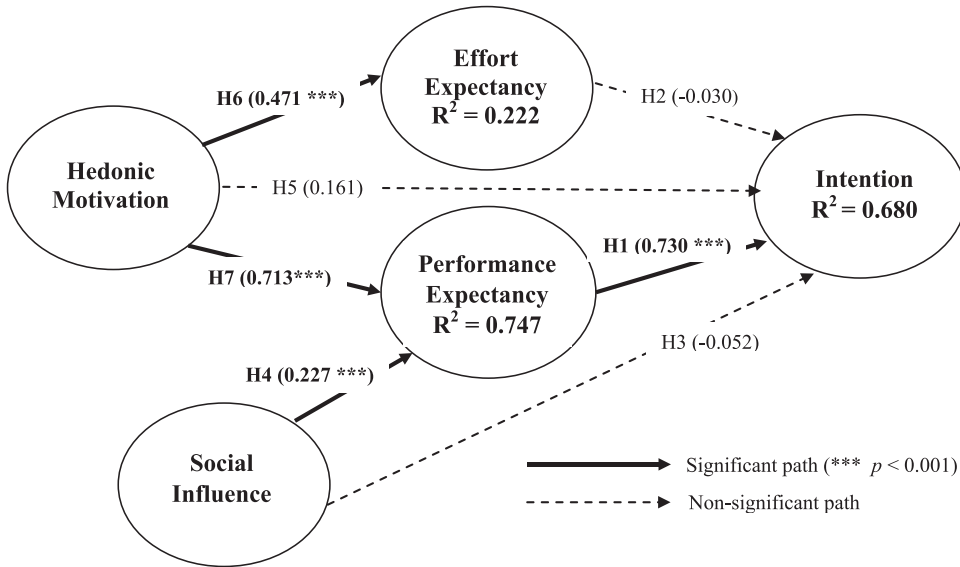 Effort
Expectancy
R² = 0.222
H6 (0.471 ***)
H2 (-0.030)
Hedonic
Motivation
H5 (0.161)
Intention
R² = 0.680
H7 (0.713***)
Performance
Expectancy
R² = 0.747
H1 (0.730 ***)
H3 (-0.052)
H4 (0.227 ***)
Social
Influence
Significant path (*** p < 0.001)
Non-significant path